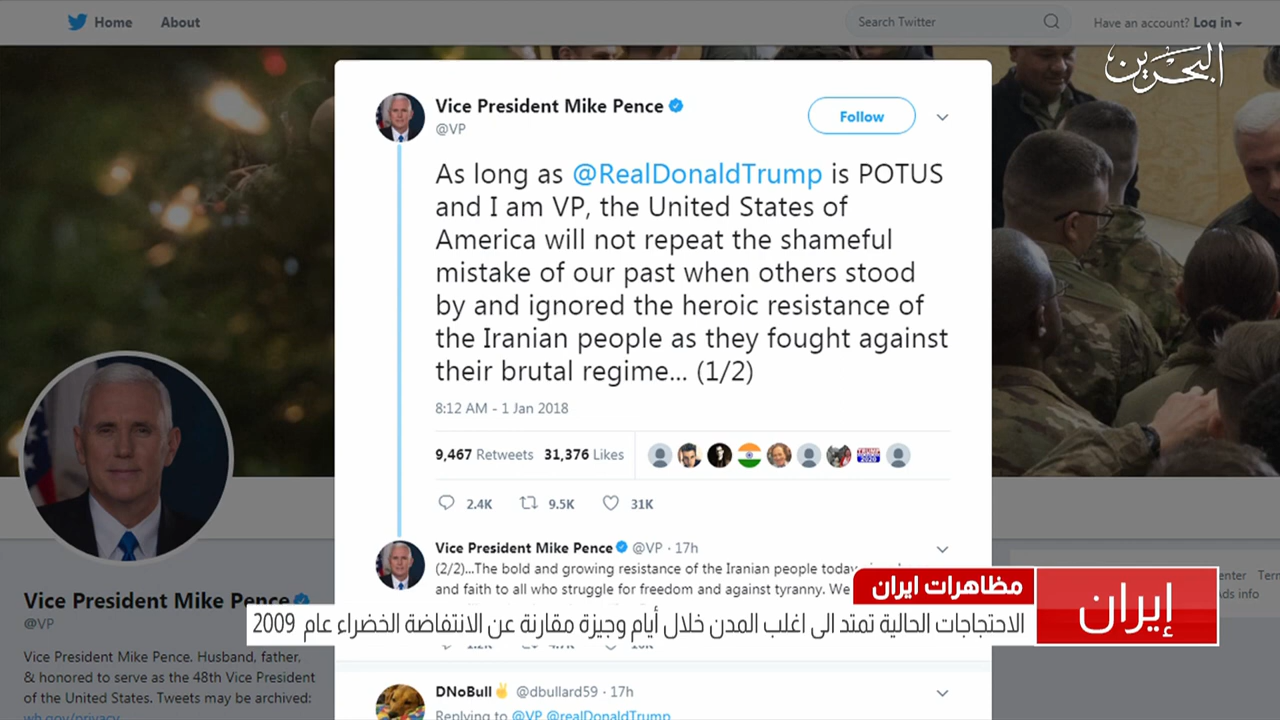 Home About Search Twitter Have an account? Log in
البحرين
Vice President Mike Pence
@VP
Follow
As long as @RealDonaldTrump is POTUS
and I am VP, the United States of
America will not repeat the shameful
mistake of our past when others stood
by and ignored the heroic resistance of
the Iranian people as they fought against
their brutal regime... (1/2)
8:12 AM - 1 Jan 2018
9,467 Retweets 31,376 Likes
2.4K 9.5K 31K
Vice President Mike Pence @VP · 17h
(2/2)...The bold and growing resistance of the Iranian people today
and faith to all who struggle for freedom and against tyranny. We
مظاهرات ايران
إيران
الاحتجاجات الحالية تمتد الى اغلب المدن خلال أيام وجيزة مقارنة عن الانتفاضة الخضراء عام 2009
DNoBull @dbullard59 · 17h
Replying to @VP @realDonaldTrump
Vice President Mike Pence
@VP
Vice President Mike Pence. Husband, father,
& honored to serve as the 48th Vice President
of the United States. Tweets may be archived:
wh.gov/privacy
Ads info